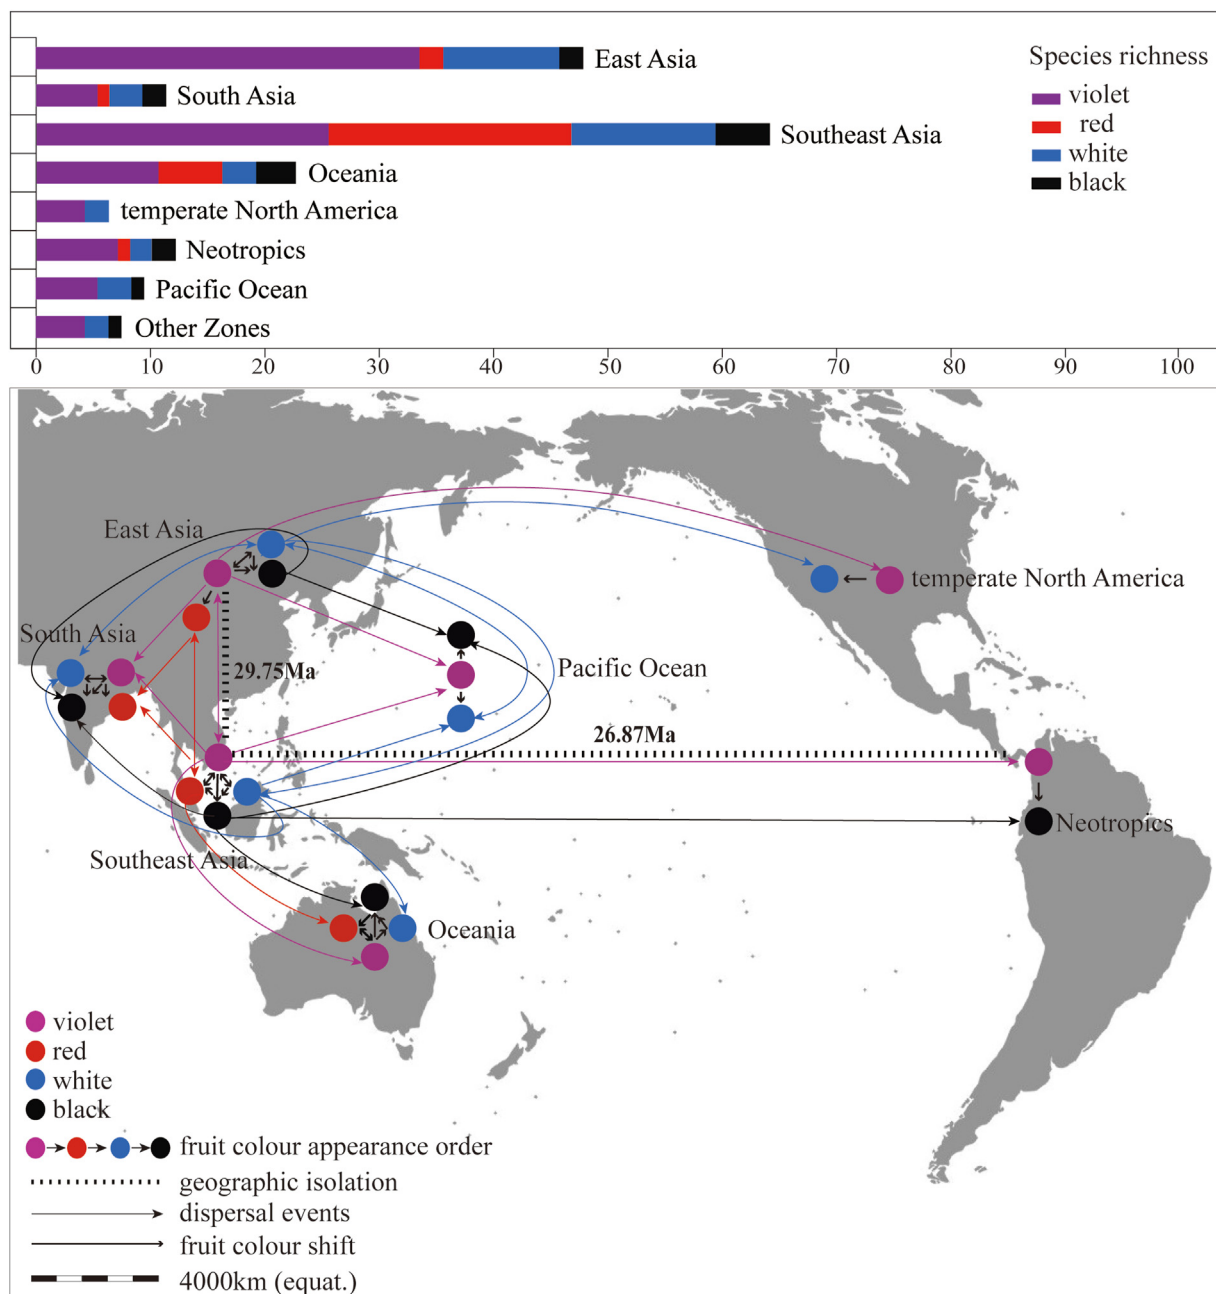 East Asia
Species richness
violet
South Asia
red
Southeast Asia
white
Oceania
black
temperate North America
Neotropics
Pacific Ocean
Other Zones
0 10 20 30 40 50 60 70 80 90 100
East Asia
temperate North America
South Asia
29.75Ma
Pacific Ocean
26.87Ma
Neotropics
Southeast Asia
Oceania
violet
red
white
black
fruit colour appearance order
geographic isolation
dispersal events
fruit colour shift
4000km (equat.)